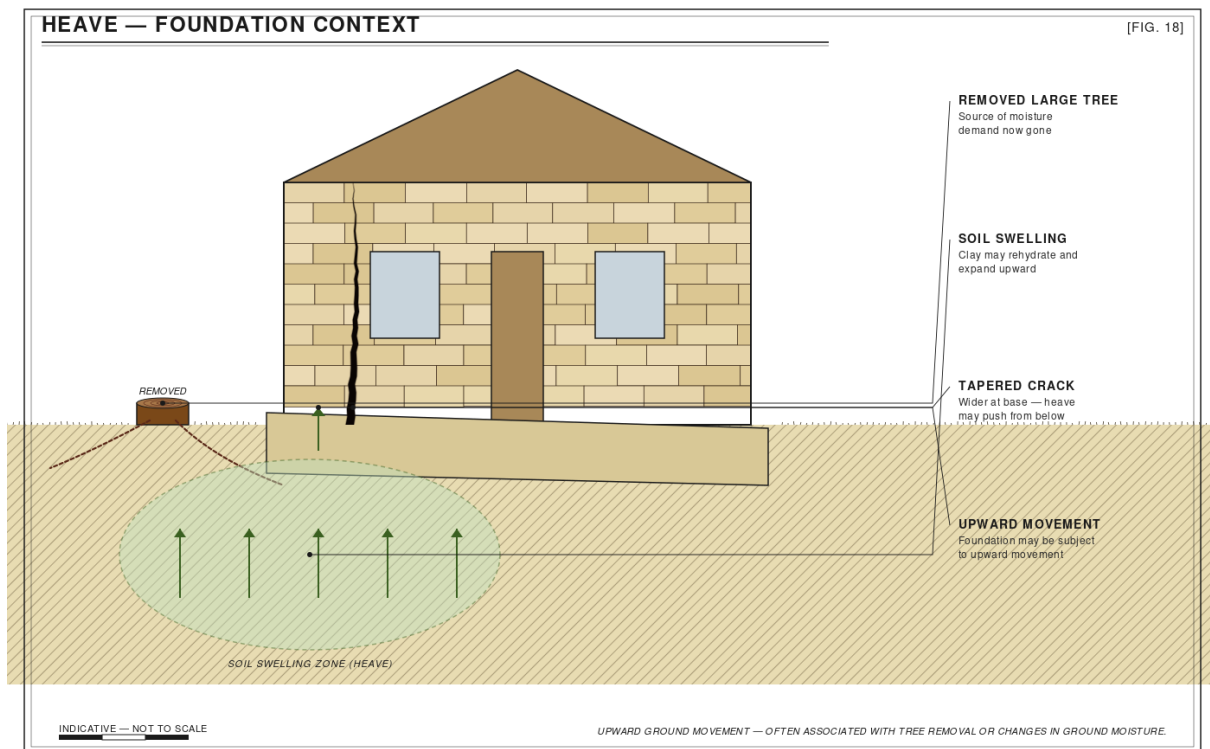 HEAVE — FOUNDATION CONTEXT
[FIG. 18]
REMOVED LARGE TREE
Source of moisture
demand now gone
SOIL SWELLING
Clay may rehydrate and
expand upward
TAPERED CRACK
Wider at base — heave
may push from below
REMOVED
UPWARD MOVEMENT
Foundation may be subject
to upward movement
SOIL SWELLING ZONE (HEAVE)
INDICATIVE — NOT TO SCALE
UPWARD GROUND MOVEMENT — OFTEN ASSOCIATED WITH TREE REMOVAL OR CHANGES IN GROUND MOISTURE.